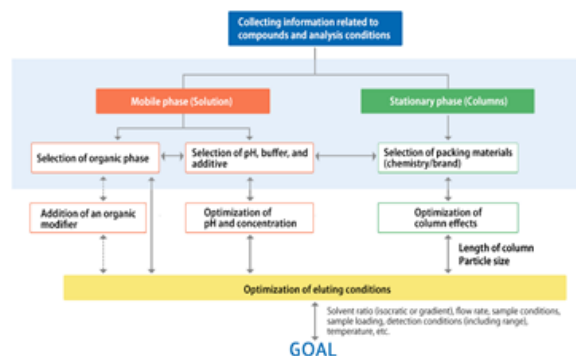 Collecting information related to
compounds and analysis conditions
Mobile phase (Solution)
Stationary phase (Columns)
Selection of organic phase
Selection of pH, buffer, and
additive
Selection of packing materials
(chemistry/brand)
Addition of an organic
modifier
Optimization of
pH and concentration
Optimization of
column effects
Length of column
Particle size
Optimization of eluting conditions
Solvent ratio (isocratic or gradient), flow rate, sample conditions,
sample loading, detection conditions (including range),
temperature, etc.
GOAL